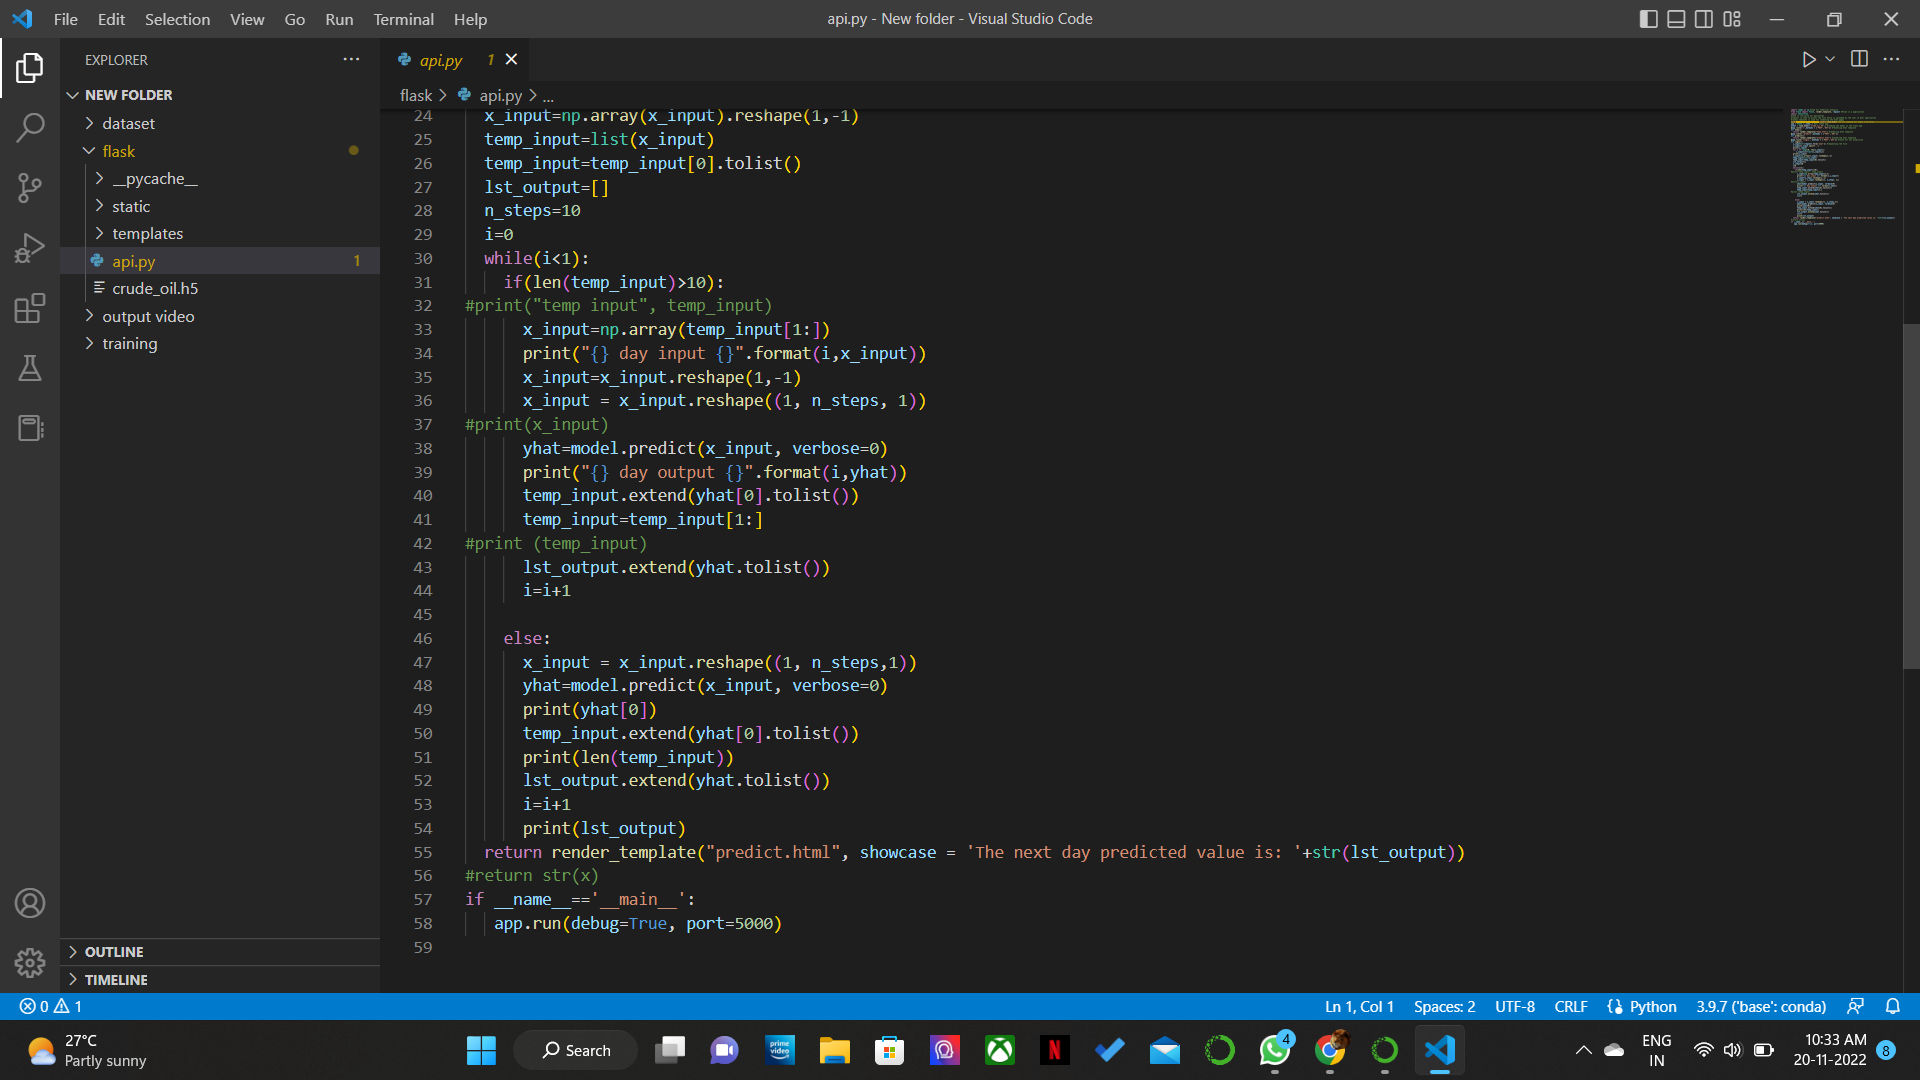 File Edit Selection View Go Run Terminal Help
api.py - New folder - Visual Studio Code
EXPLORER
NEW FOLDER
dataset
flask
__pycache__
static
templates
api.py 1
crude_oil.h5
output video
training
OUTLINE
TIMELINE
api.py 1
flask > api.py > ...
24 x_input=np.array(x_input).reshape(1,-1)
25 temp_input=list(x_input)
26 temp_input=temp_input[0].tolist()
27 lst_output=[]
28 n_steps=10
29 i=0
30 while(i<1):
31 if(len(temp_input)>10):
32 #print("temp input", temp_input)
33 x_input=np.array(temp_input[1:])
34 print("{} day input {}".format(i,x_input))
35 x_input=x_input.reshape(1,-1)
36 x_input = x_input.reshape((1, n_steps, 1))
37 #print(x_input)
38 yhat=model.predict(x_input, verbose=0)
39 print("{} day output {}".format(i,yhat))
40 temp_input.extend(yhat[0].tolist())
41 temp_input=temp_input[1:]
42 #print (temp_input)
43 lst_output.extend(yhat.tolist())
44 i=i+1
45
46 else:
47 x_input = x_input.reshape((1, n_steps,1))
48 yhat=model.predict(x_input, verbose=0)
49 print(yhat[0])
50 temp_input.extend(yhat[0].tolist())
51 print(len(temp_input))
52 lst_output.extend(yhat.tolist())
53 i=i+1
54 print(lst_output)
55 return render_template("predict.html", showcase = 'The next day predicted value is: '+str(lst_output))
56 #return str(x)
57 if __name__=='__main__':
58 app.run(debug=True, port=5000)
59
0 1
Ln 1, Col 1 Spaces: 2 UTF-8 CRLF Python 3.9.7 ('base': conda)
27°C
Partly sunny
Search
prime video
N
4
ENG
IN
10:33 AM
20-11-2022
8